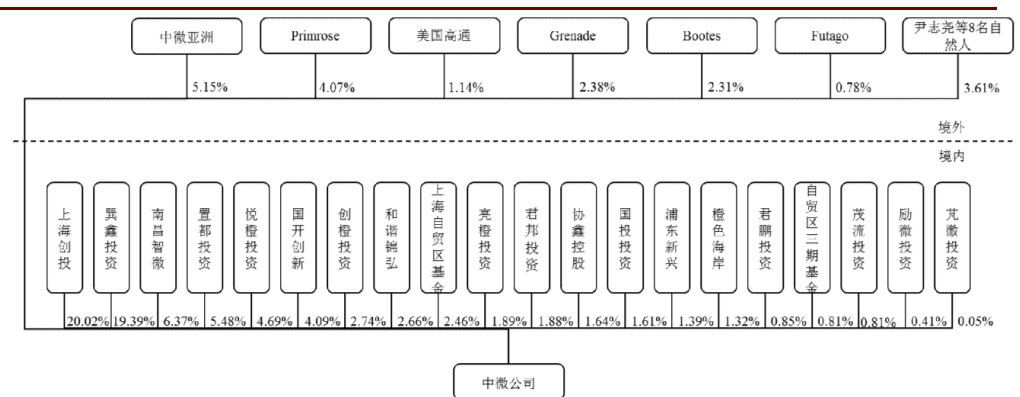 中微亚洲
Primrose
美国高通
Grenade
Bootes
Futago
尹志尧等8名自
然人
5.15%
4.07%
1.14%
2.38%
2.31%
0.78%
3.61%
境外
境内
上海创投
巽鑫投资
南昌智微
置都投资
悦橙投资
国开创新
创橙投资
和谐锦弘
上海自贸区基金
亮橙投资
君邦投资
协鑫控股
国投投资
浦东新兴
橙色海岸
君鹏投资
自贸区三期基金
茂流投资
励微投资
芃徽投资
20.02%
19.39%
6.37%
5.48%
4.69%
4.09%
2.74%
2.66%
2.46%
1.89%
1.88%
1.64%
1.61%
1.39%
1.32%
0.85%
0.81%
0.81%
0.41%
0.05%
中微公司